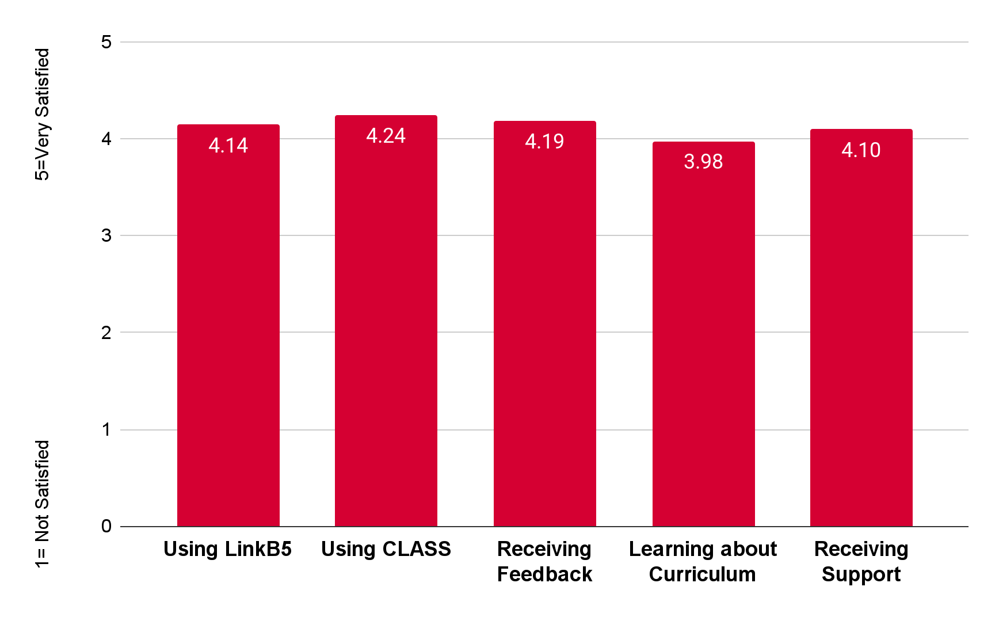 5=Very Satisfied
1= Not Satisfied
5
4
3
2
1
0
4.14
4.24
4.19
3.98
4.10
Using LinkB5
Using CLASS
Receiving
Feedback
Learning about
Curriculum
Receiving
Support